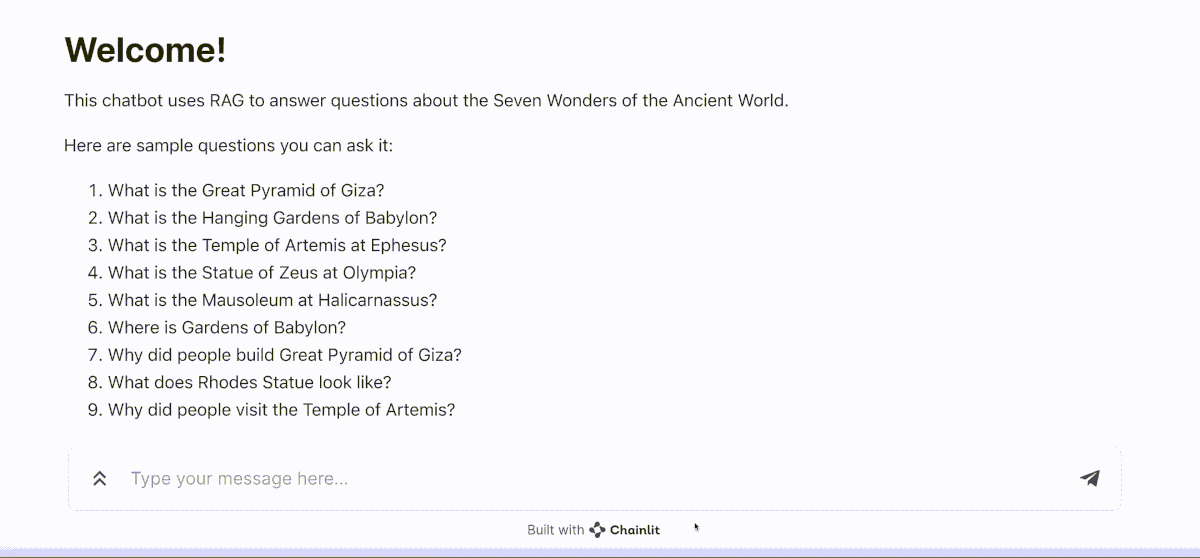 Welcome!
This chatbot uses RAG to answer questions about the Seven Wonders of the Ancient World.
Here are sample questions you can ask it:
1. What is the Great Pyramid of Giza?
2. What is the Hanging Gardens of Babylon?
3. What is the Temple of Artemis at Ephesus?
4. What is the Statue of Zeus at Olympia?
5. What is the Mausoleum at Halicarnassus?
6. Where is Gardens of Babylon?
7. Why did people build Great Pyramid of Giza?
8. What does Rhodes Statue look like?
9. Why did people visit the Temple of Artemis?
Type your message here...
Built with Chainlit